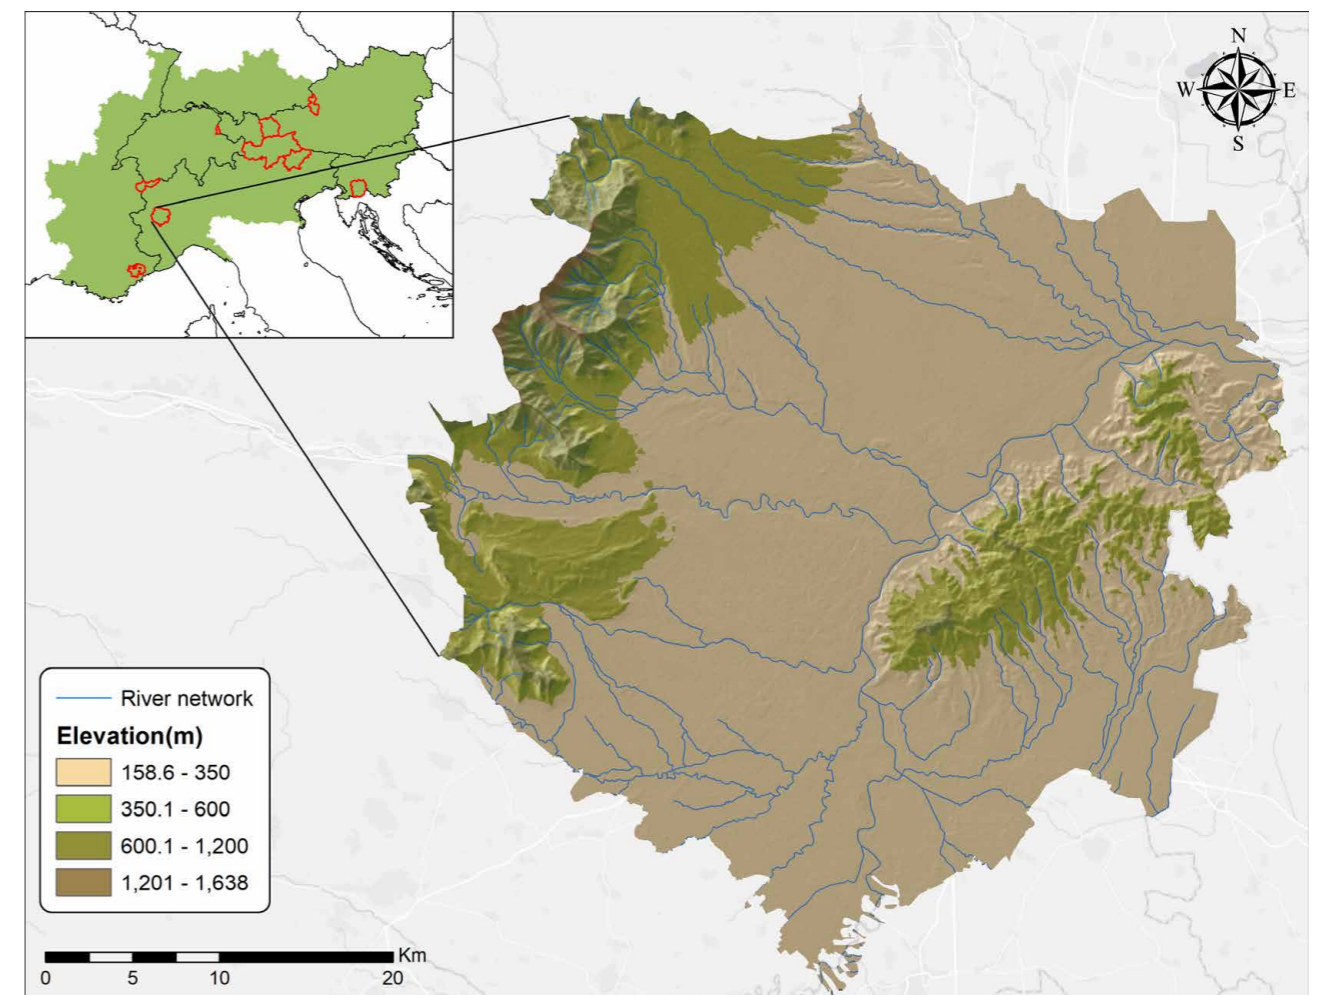 N
W E
S
River network
Elevation(m)
158.6 - 350
350.1 - 600
600.1 - 1,200
1,201 - 1,638
Km
0 5 10 20